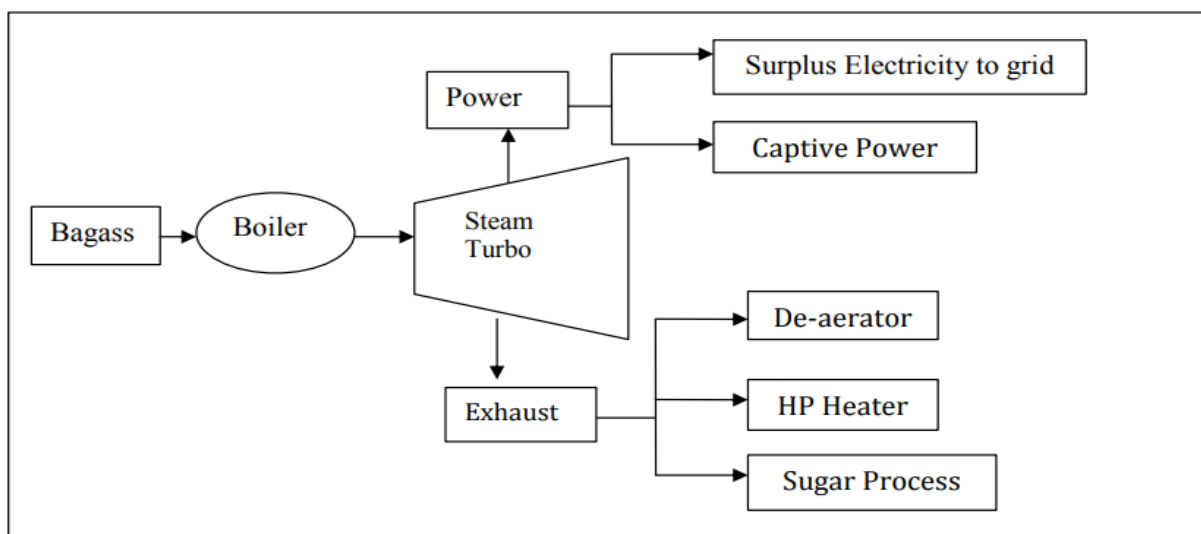 Surplus Electricity to grid
Power
Captive Power
Bagass
Boiler
Steam
Turbo
De-aerator
HP Heater
Exhaust
Sugar Process